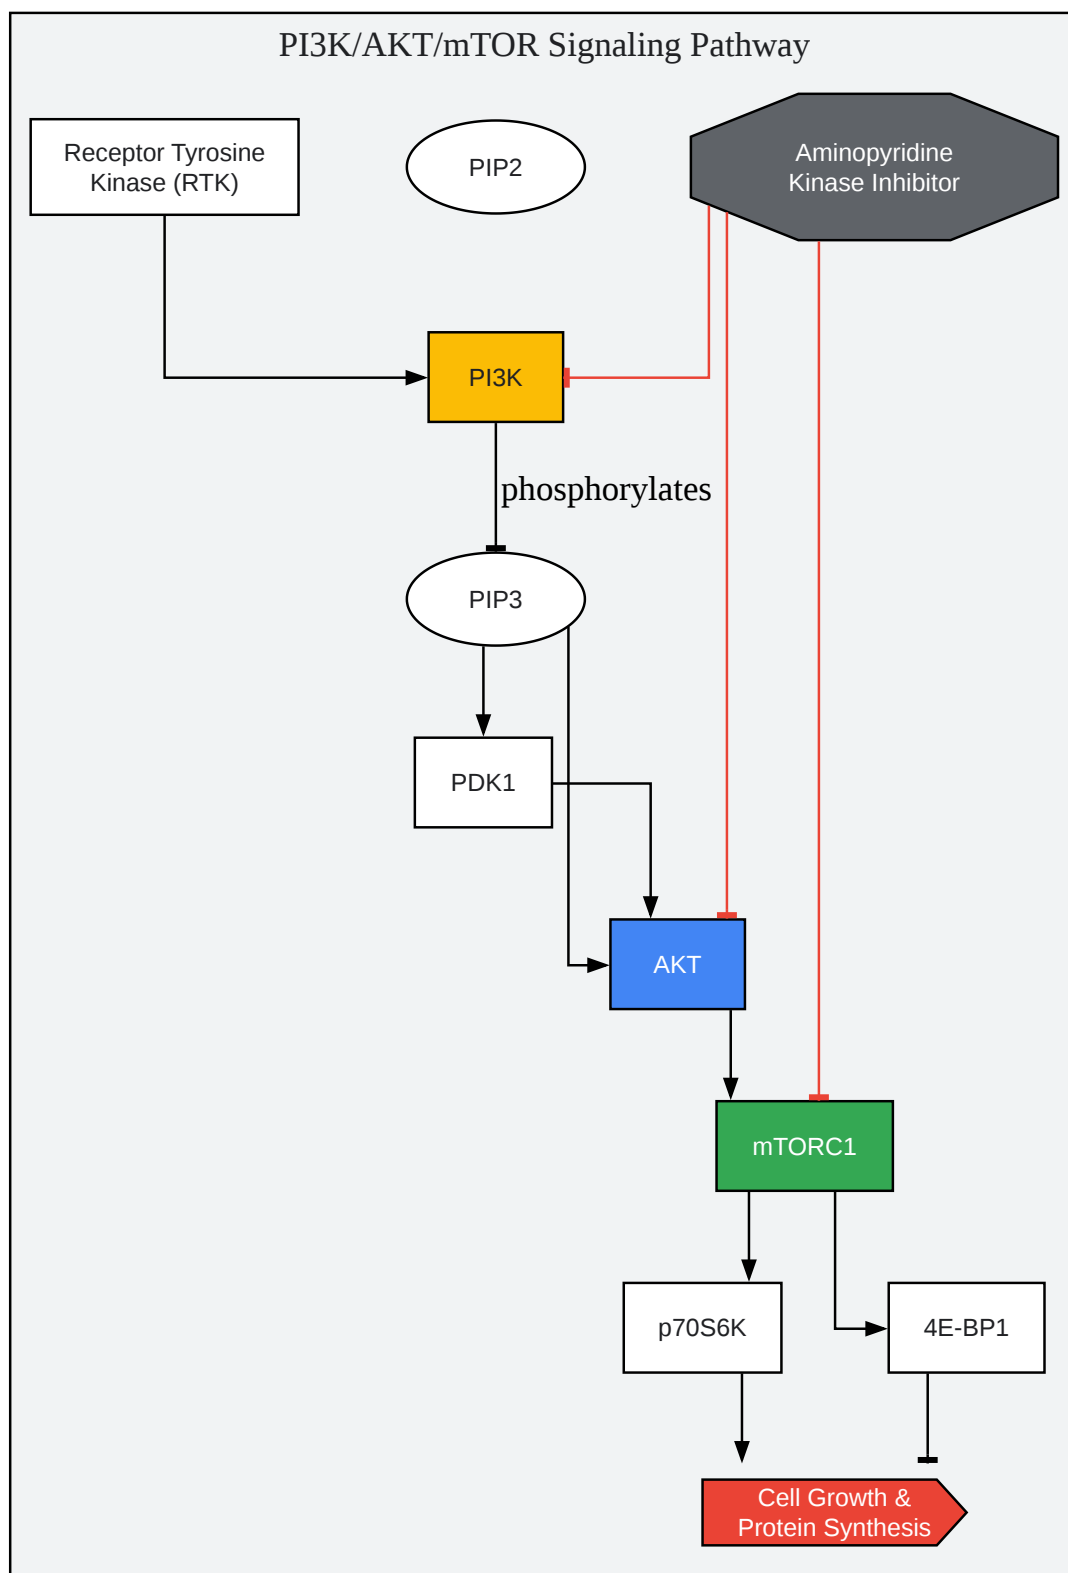 PI3K/AKT/mTOR Signaling Pathway
Receptor Tyrosine
Kinase (RTK)
PIP2
Aminopyridine
Kinase Inhibitor
PI3K
phosphorylates
PIP3
PDK1
AKT
mTORC1
p70S6K
4E-BP1
Cell Growth &
Protein Synthesis